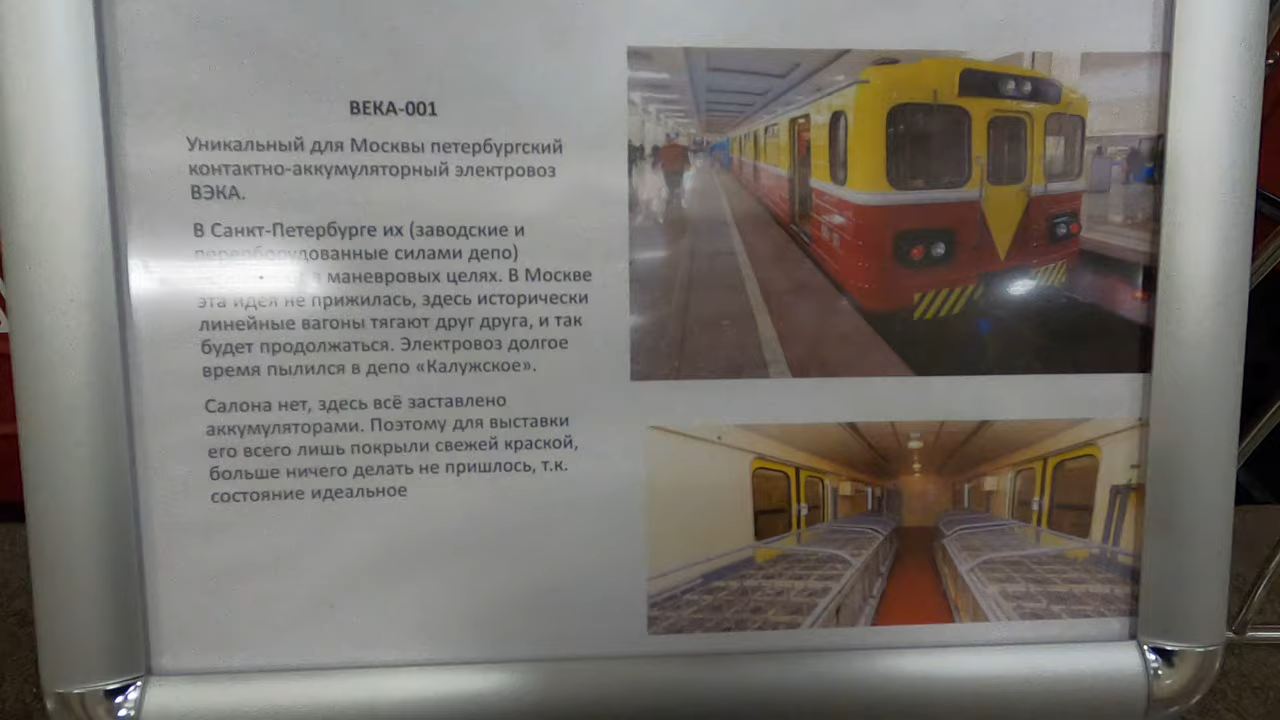 ВЕКА-001
Уникальный для Москвы петербургский
контактно-аккумуляторный электровоз
ВЭКА.
В Санкт-Петербурге их (заводские и
переоборудованные силами депо)
в маневровых целях. В Москве
эта идея не прижилась, здесь исторически
линейные вагоны тягают друг друга, и так
будет продолжаться. Электровоз долгое
время пылился в депо «Калужское».
Салона нет, здесь всё заставлено
аккумуляторами. Поэтому для выставки
его всего лишь покрыли свежей краской,
больше ничего делать не пришлось, т.к.
состояние идеальное